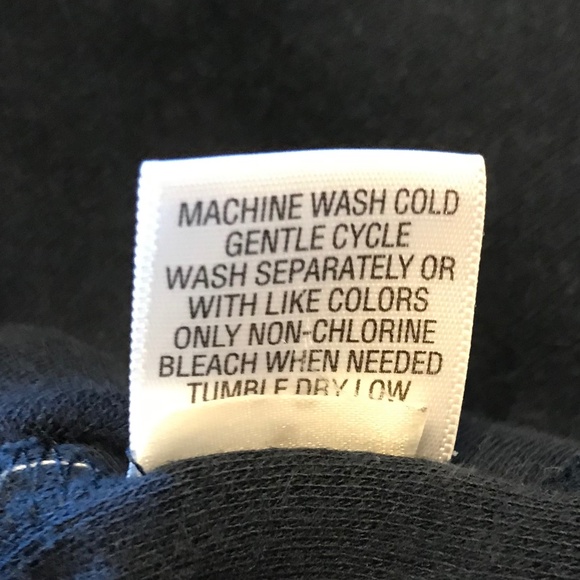 MACHINE WASH COLD
GENTLE CYCLE
WASH SEPARATELY OR
WITH LIKE COLORS
ONLY NON-CHLORINE
BLEACH WHEN NEEDED
TUMBLE DRY LOW